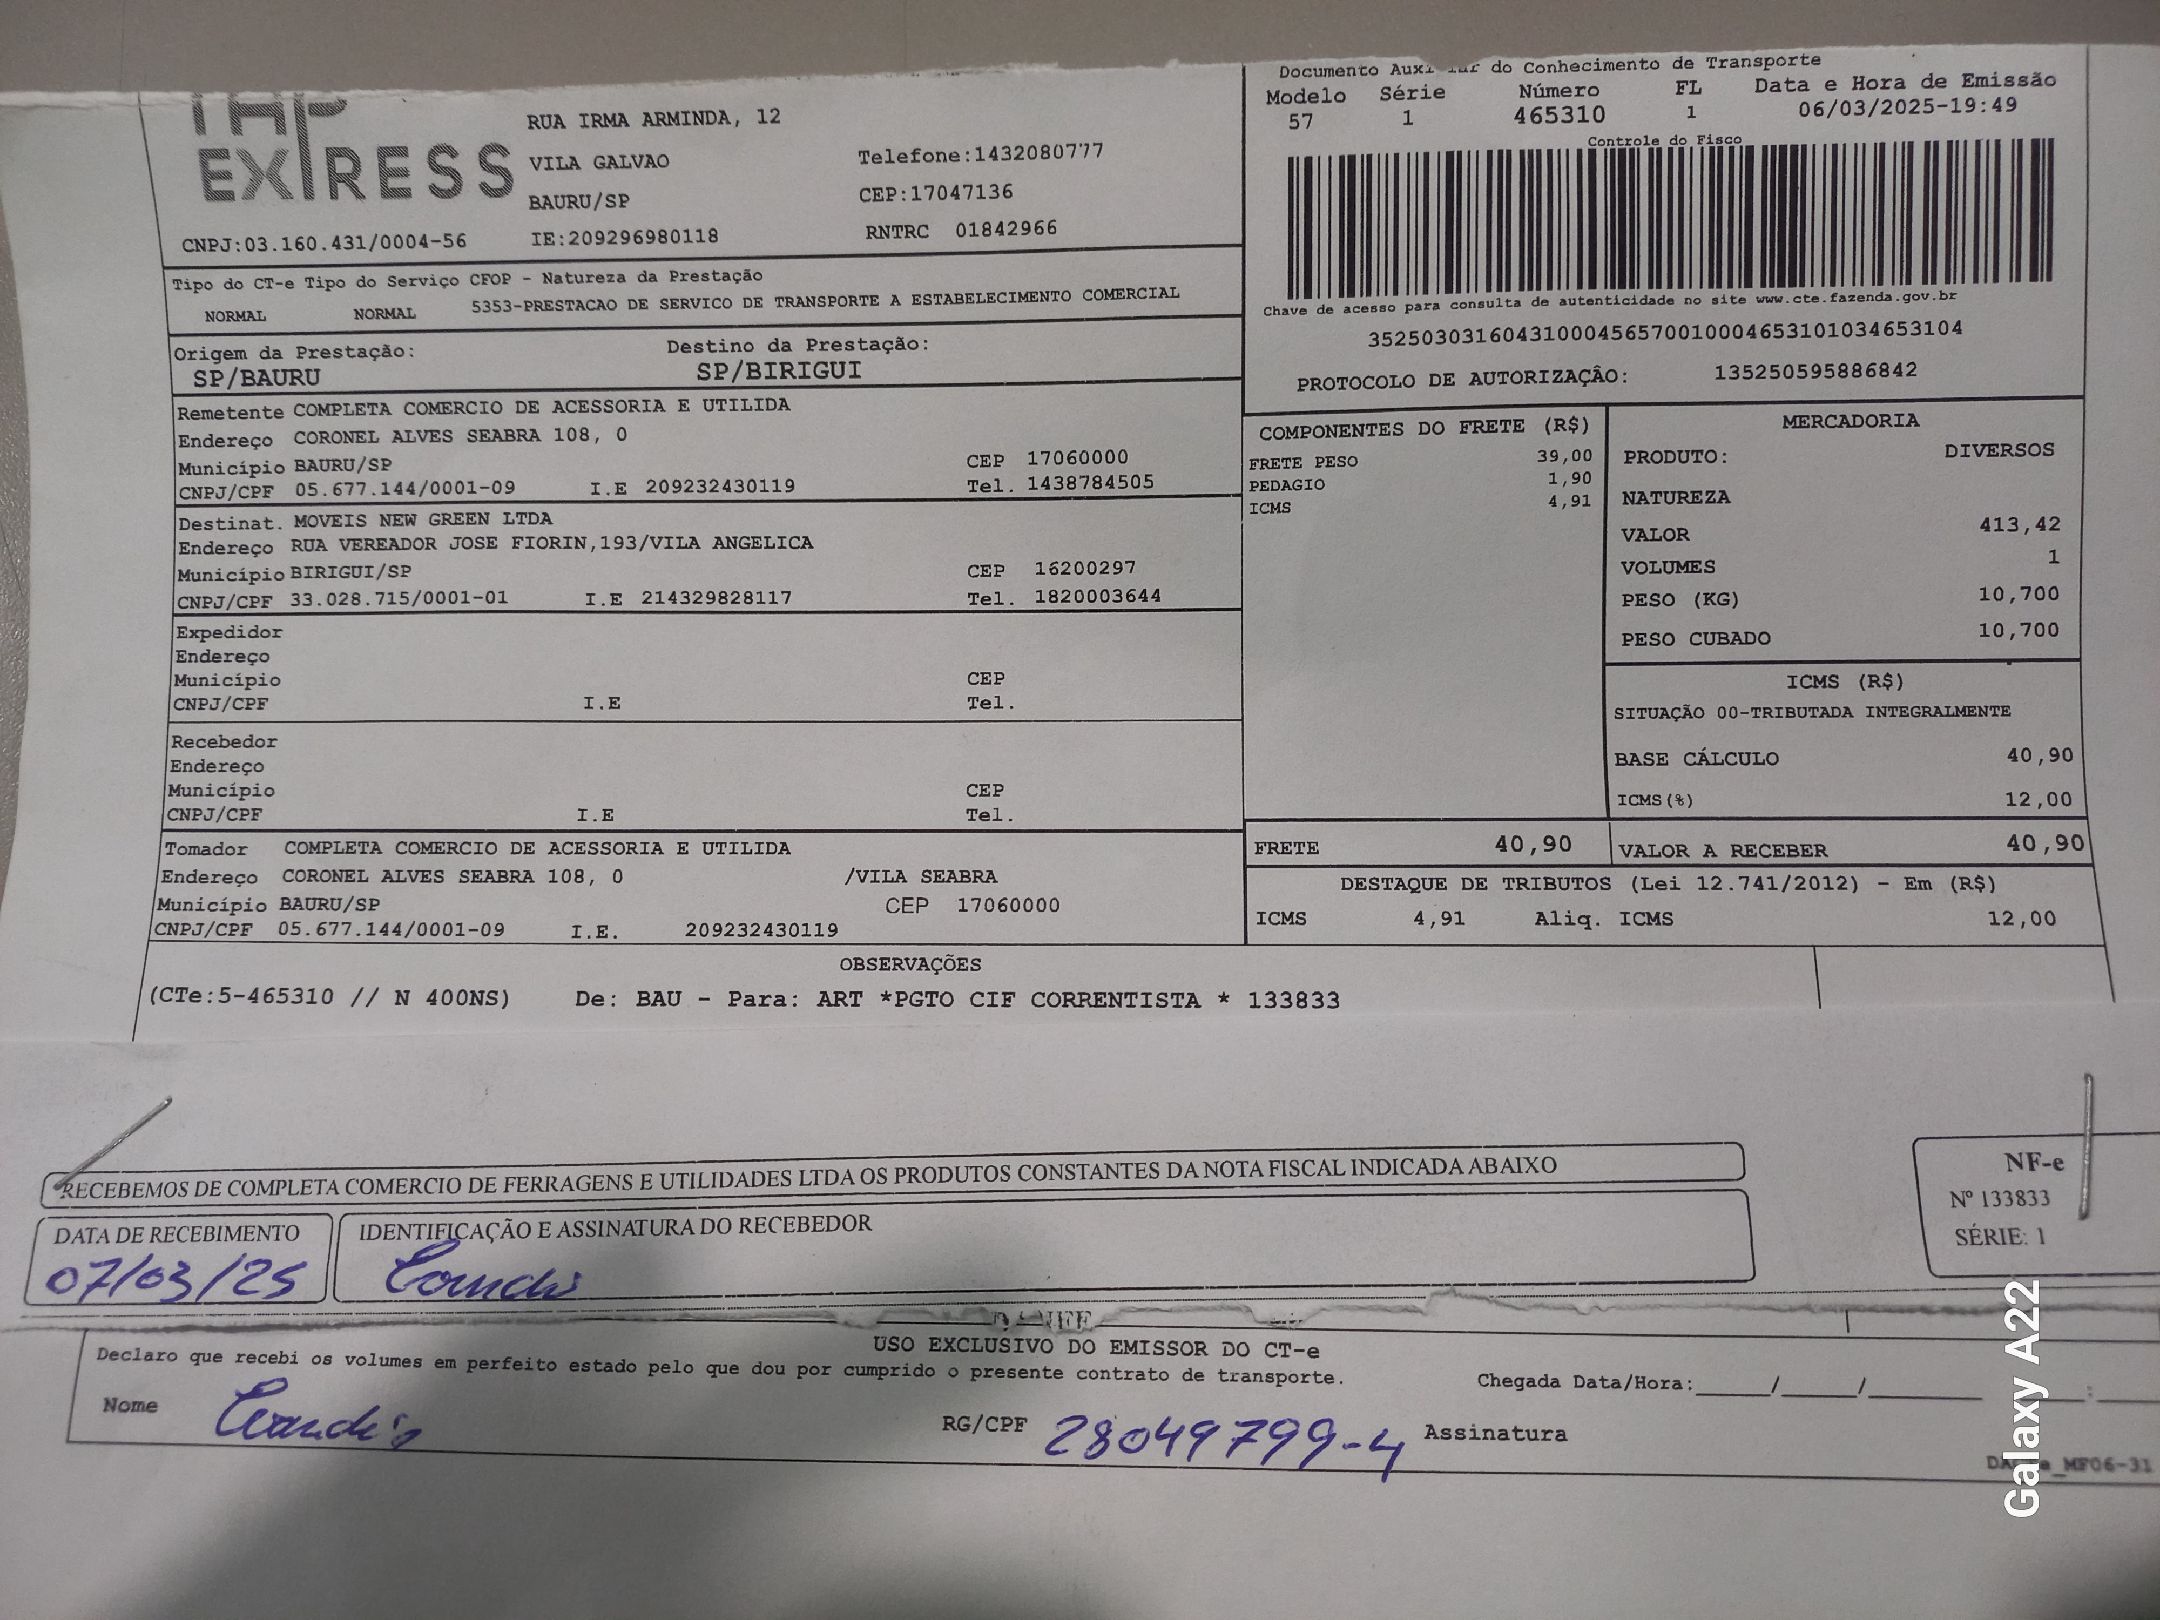 EXPRESS
RUA IRMA ARMINDA, 12
VILA GALVAO
Telefone:1432080777
BAURU/SP
CEP:17047136
CNPJ:03.160.431/0004-56
IE:209296980118
RNTRC 01842966
Documento do Conhecimento de Transporte
Modelo Série Número FL Data e Hora de Emissão
57 1 465310 1 06/03/2025-19:49
Controle do Fisco
Chave de acesso para consulta de autenticidade no site www.cte.fazenda.gov.br
35250303160431000456570010004653101034653104
PROTOCOLO DE AUTORIZAÇÃO: 135250595886842
Tipo do CT-e Tipo do Serviço CFOP - Natureza da Prestação
NORMAL NORMAL 5353-PRESTACAO DE SERVICO DE TRANSPORTE A ESTABELECIMENTO COMERCIAL
Origem da Prestação: Destino da Prestação:
SP/BAURU SP/BIRIGUI
Remetente COMPLETA COMERCIO DE ACESSORIA E UTILIDA
Endereço CORONEL ALVES SEABRA 108, 0
Município BAURU/SP CEP 17060000
CNPJ/CPF 05.677.144/0001-09 I.E 209232430119 Tel. 1438784505
Destinat. MOVEIS NEW GREEN LTDA
Endereço RUA VEREADOR JOSE FIORIN,193/VILA ANGELICA
Município BIRIGUI/SP CEP 16200297
CNPJ/CPF 33.028.715/0001-01 I.E 214329828117 Tel. 1820003644
Expedidor
Endereço
Município CEP
CNPJ/CPF I.E Tel.
Recebedor
Endereço
Município CEP
CNPJ/CPF I.E Tel.
Tomador COMPLETA COMERCIO DE ACESSORIA E UTILIDA
Endereço CORONEL ALVES SEABRA 108, 0 /VILA SEABRA
Município BAURU/SP CEP 17060000
CNPJ/CPF 05.677.144/0001-09 I.E. 209232430119
COMPONENTES DO FRETE (R$)
FRETE PESO 39,00
PEDAGIO 1,90
ICMS 4,91
MERCADORIA
PRODUTO: DIVERSOS
NATUREZA
VALOR 413,42
VOLUMES 1
PESO (KG) 10,700
PESO CUBADO 10,700
ICMS (R$)
SITUAÇÃO 00-TRIBUTADA INTEGRALMENTE
BASE CÁLCULO 40,90
ICMS(%) 12,00
FRETE 40,90 VALOR A RECEBER 40,90
DESTAQUE DE TRIBUTOS (Lei 12.741/2012) - Em (R$)
ICMS 4,91 Aliq. ICMS 12,00
OBSERVAÇÕES
(CTe:5-465310 // N 400NS) De: BAU - Para: ART *PGTO CIF CORRENTISTA * 133833
RECEBEMOS DE COMPLETA COMERCIO DE FERRAGENS E UTILIDADES LTDA OS PRODUTOS CONSTANTES DA NOTA FISCAL INDICADA ABAIXO
DATA DE RECEBIMENTO
07/03/25
IDENTIFICAÇÃO E ASSINATURA DO RECEBEDOR
NF-e
Nº 133833
SÉRIE: 1
USO EXCLUSIVO DO EMISSOR DO CT-e
Declaro que recebi os volumes em perfeito estado pelo que dou por cumprido o presente contrato de transporte.
Chegada Data/Hora:_____/_____/________:
Nome RG/CPF 28049799-4 Assinatura
Galaxy A22